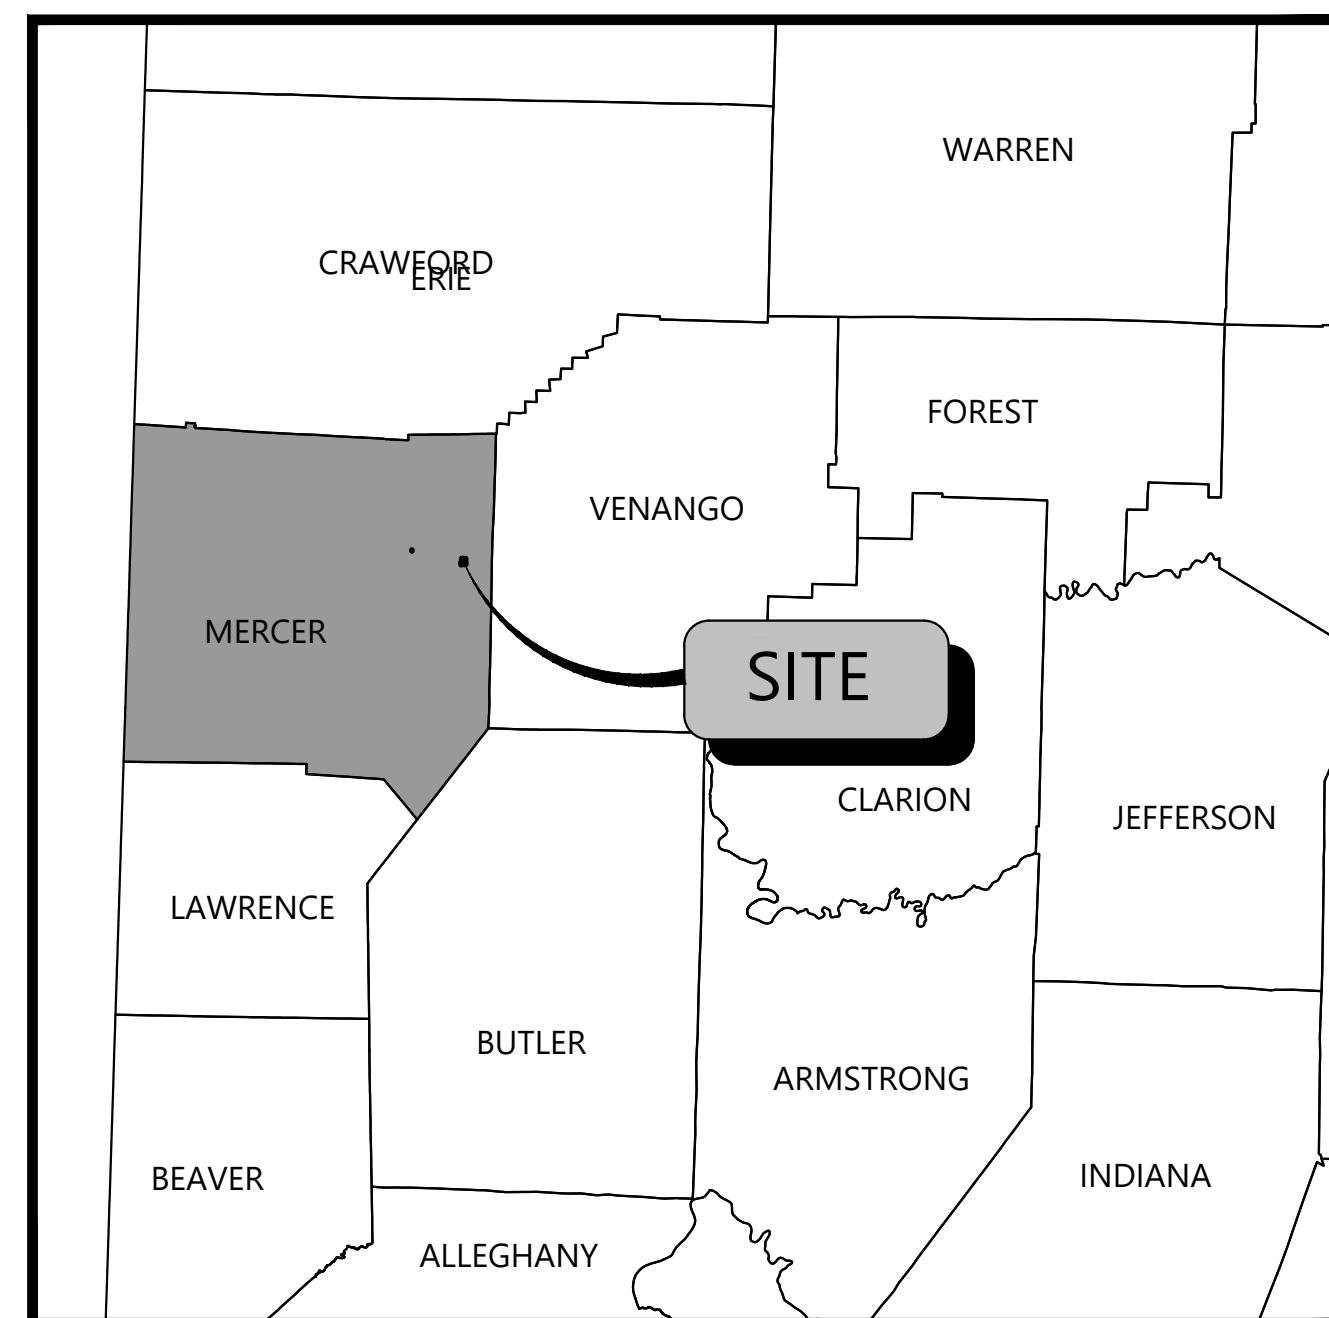 WARREN
CRAWFORD
ERIE
FOREST
VENANGO
MERCER
SITE
CLARION
JEFFERSON
LAWRENCE
BUTLER
ARMSTRONG
BEAVER
INDIANA
ALLEGHANY